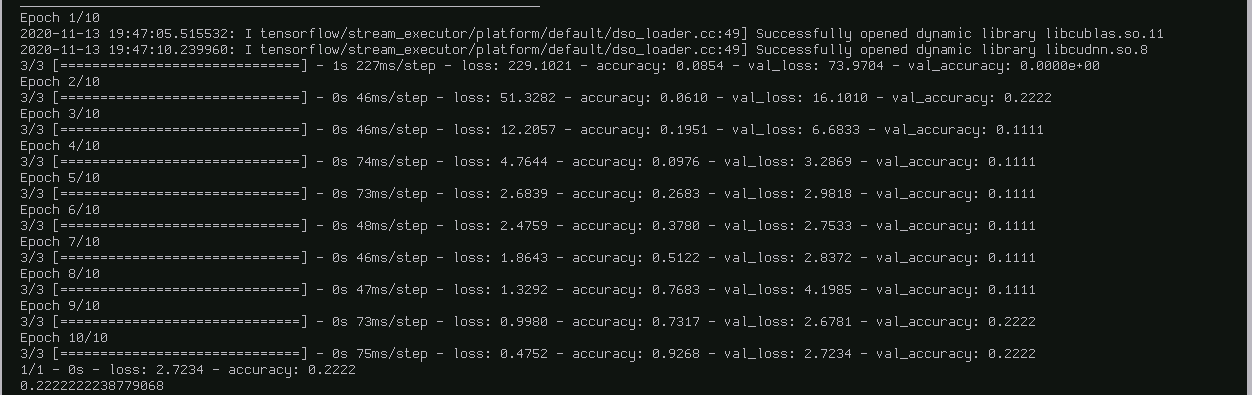 Epoch 1/10
2020-11-13 19:47:05.515532: I tensorflow/stream_executor/platform/default/dso_loader.cc:49] Successfully opened dynamic library libcublas.so.11
2020-11-13 19:47:10.239960: I tensorflow/stream_executor/platform/default/dso_loader.cc:49] Successfully opened dynamic library libcudnn.so.8
3/3 [==============================] - 1s 227ms/step - loss: 229.1021 - accuracy: 0.0854 - val_loss: 73.9704 - val_accuracy: 0.0000e+00
Epoch 2/10
3/3 [==============================] - 0s 46ms/step - loss: 51.3282 - accuracy: 0.0610 - val_loss: 16.1010 - val_accuracy: 0.2222
Epoch 3/10
3/3 [==============================] - 0s 46ms/step - loss: 12.2057 - accuracy: 0.1951 - val_loss: 6.6833 - val_accuracy: 0.1111
Epoch 4/10
3/3 [==============================] - 0s 74ms/step - loss: 4.7644 - accuracy: 0.0976 - val_loss: 3.2869 - val_accuracy: 0.1111
Epoch 5/10
3/3 [==============================] - 0s 73ms/step - loss: 2.6839 - accuracy: 0.2683 - val_loss: 2.9818 - val_accuracy: 0.1111
Epoch 6/10
3/3 [==============================] - 0s 48ms/step - loss: 2.4759 - accuracy: 0.3780 - val_loss: 2.7533 - val_accuracy: 0.1111
Epoch 7/10
3/3 [==============================] - 0s 46ms/step - loss: 1.8643 - accuracy: 0.5122 - val_loss: 2.8372 - val_accuracy: 0.1111
Epoch 8/10
3/3 [==============================] - 0s 47ms/step - loss: 1.3292 - accuracy: 0.7683 - val_loss: 4.1985 - val_accuracy: 0.1111
Epoch 9/10
3/3 [==============================] - 0s 73ms/step - loss: 0.9980 - accuracy: 0.7317 - val_loss: 2.6781 - val_accuracy: 0.2222
Epoch 10/10
3/3 [==============================] - 0s 75ms/step - loss: 0.4752 - accuracy: 0.9268 - val_loss: 2.7234 - val_accuracy: 0.2222
1/1 - 0s - loss: 2.7234 - accuracy: 0.2222
0.2222222238779068